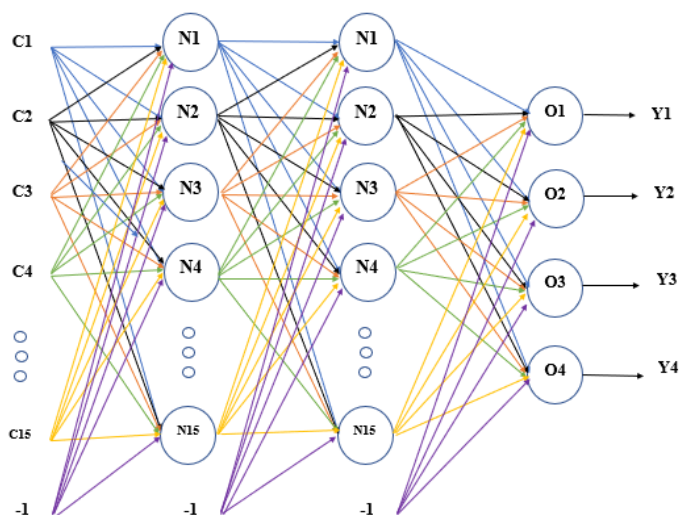 C1 N1 N1
C2 N2 N2 O1 Y1
C3 N3 N3 O2 Y2
C4 N4 N4 O3 Y3
O4 Y4
C15 N15 N15
-1 -1 -1